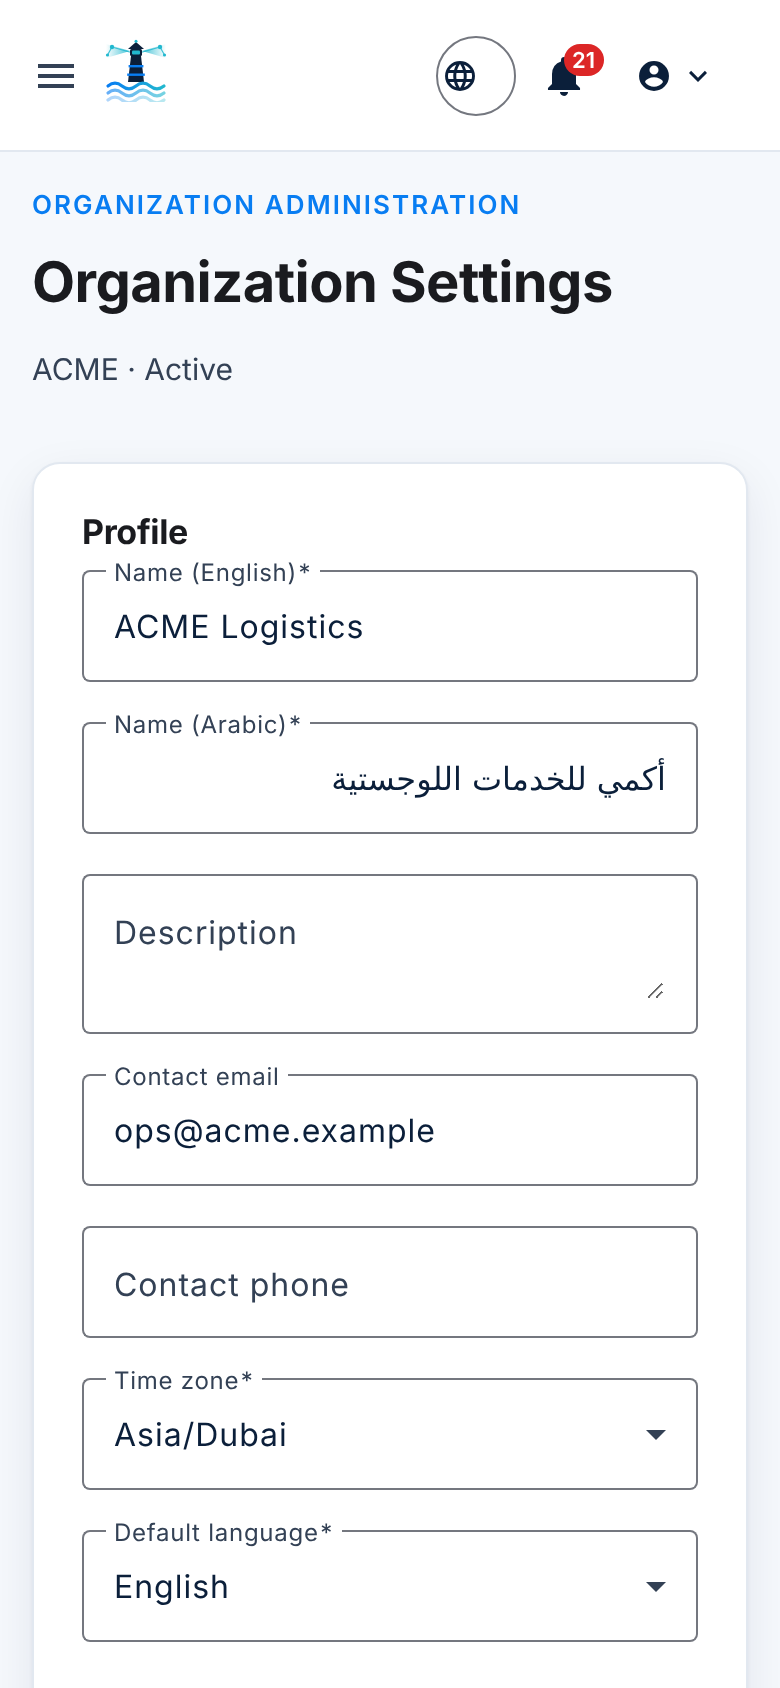 21
ORGANIZATION ADMINISTRATION
Organization Settings
ACME · Active
Profile
Name (English)*
ACME Logistics
Name (Arabic)*
أكمي للخدمات اللوجستية
Description
Contact email
ops@acme.example
Contact phone
Time zone*
Asia/Dubai
Default language*
English